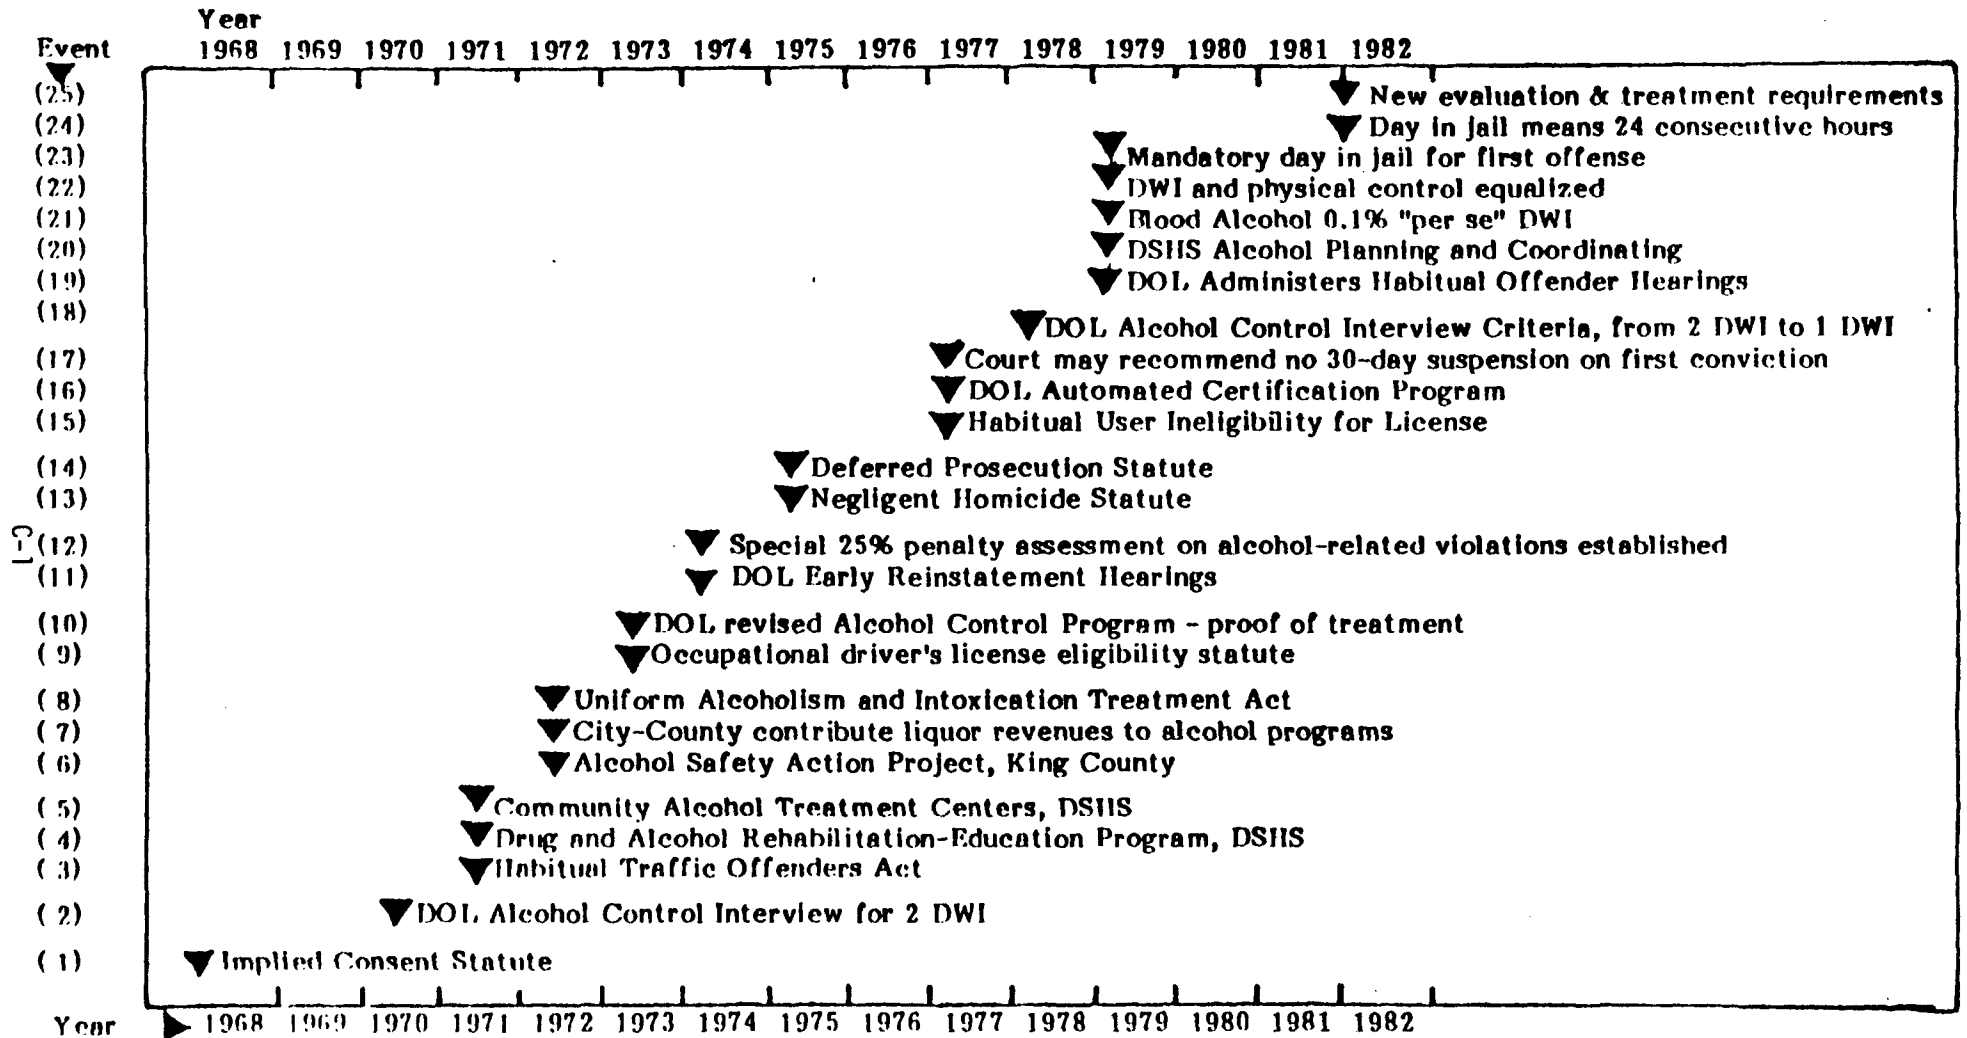 Year
Event 1968 1969 1970 1971 1972 1973 1974 1975 1976 1977 1978 1979 1980 1981 1982
(25) New evaluation & treatment requirements
(24) Day in jail means 24 consecutive hours
(23) Mandatory day in jail for first offense
(22) DWI and physical control equalized
(21) Blood Alcohol 0.1% "per se" DWI
(20) DSHS Alcohol Planning and Coordinating
(19) DOL Administers Habitual Offender Hearings
(18) DOL Alcohol Control Interview Criteria, from 2 DWI to 1 DWI
(17) Court may recommend no 30-day suspension on first conviction
(16) DOL Automated Certification Program
(15) Habitual User Ineligibility for License
(14) Deferred Prosecution Statute
(13) Negligent Homicide Statute
C-1
(12) Special 25% penalty assessment on alcohol-related violations established
(11) DOL Early Reinstatement Hearings
(10) DOL revised Alcohol Control Program - proof of treatment
( 9) Occupational driver's license eligibility statute
( 8) Uniform Alcoholism and Intoxication Treatment Act
( 7) City-County contribute liquor revenues to alcohol programs
( 6) Alcohol Safety Action Project, King County
( 5) Community Alcohol Treatment Centers, DSHS
( 4) Drug and Alcohol Rehabilitation-Education Program, DSHS
( 3) Habitual Traffic Offenders Act
( 2) DOL Alcohol Control Interview for 2 DWI
( 1) Implied Consent Statute
Year 1968 1969 1970 1971 1972 1973 1974 1975 1976 1977 1978 1979 1980 1981 1982